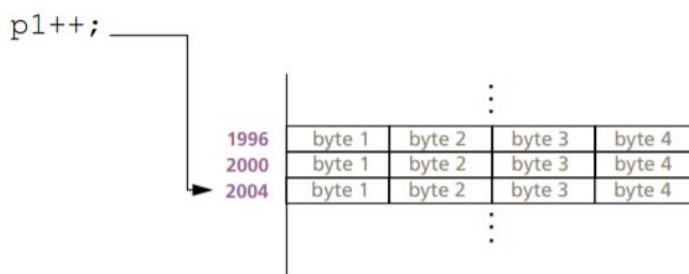 p1++;
1996 byte 1 byte 2 byte 3 byte 4
2000 byte 1 byte 2 byte 3 byte 4
2004 byte 1 byte 2 byte 3 byte 4